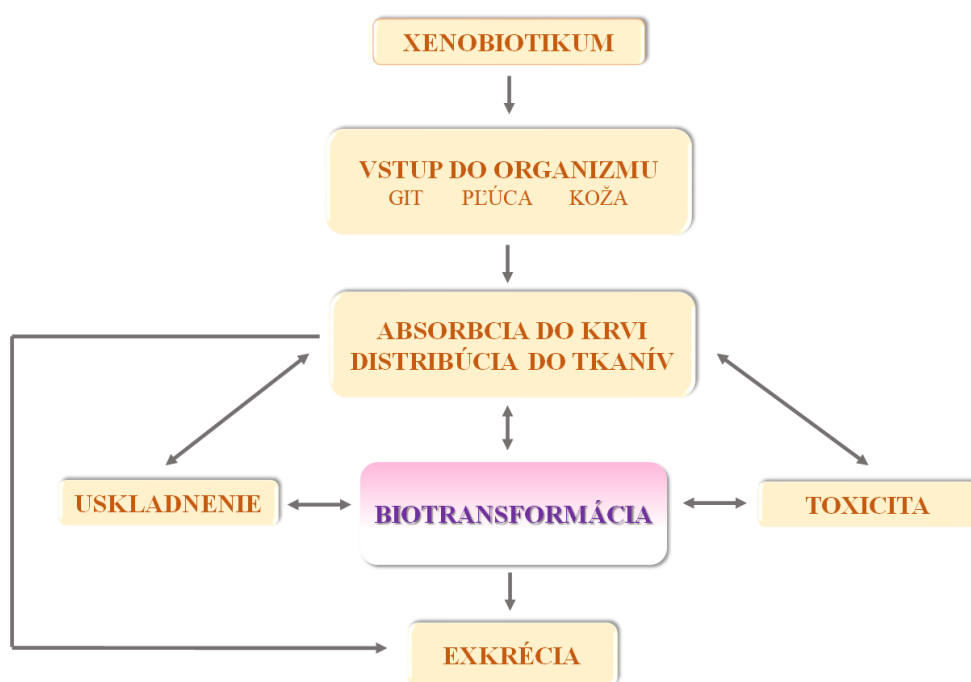 XENOBIOTIKUM
VSTUP DO ORGANIZMU
GIT PĽÚCA KOŽA
ABSORBCIA DO KRVI
DISTRIBÚCIA DO TKANÍV
USKLADNENIE
BIOTRANSFORMÁCIA
TOXICITA
EXKRÉCIA